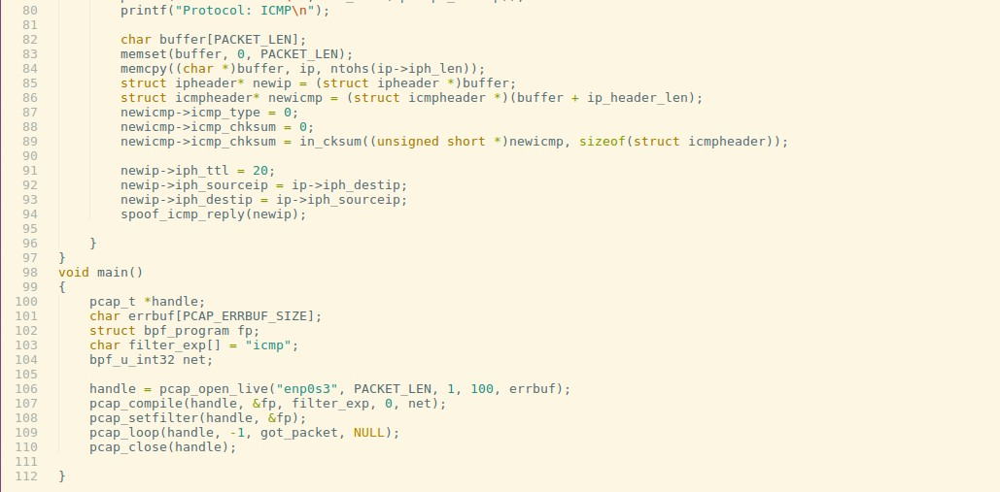 80 printf("Protocol: ICMP\n");
81
82 char buffer[PACKET_LEN];
83 memset(buffer, 0, PACKET_LEN);
84 memcpy((char *)buffer, ip, ntohs(ip->iph_len));
85 struct ipheader* newip = (struct ipheader *)buffer;
86 struct icmpheader* newicmp = (struct icmpheader *)(buffer + ip_header_len);
87 newicmp->icmp_type = 0;
88 newicmp->icmp_chksum = 0;
89 newicmp->icmp_chksum = in_cksum((unsigned short *)newicmp, sizeof(struct icmpheader));
90
91 newip->iph_ttl = 20;
92 newip->iph_sourceip = ip->iph_destip;
93 newip->iph_destip = ip->iph_sourceip;
94 spoof_icmp_reply(newip);
95
96 }
97 }
98 void main()
99 {
100 pcap_t *handle;
101 char errbuf[PCAP_ERRBUF_SIZE];
102 struct bpf_program fp;
103 char filter_exp[] = "icmp";
104 bpf_u_int32 net;
105
106 handle = pcap_open_live("enp0s3", PACKET_LEN, 1, 100, errbuf);
107 pcap_compile(handle, &fp, filter_exp, 0, net);
108 pcap_setfilter(handle, &fp);
109 pcap_loop(handle, -1, got_packet, NULL);
110 pcap_close(handle);
111
112 }